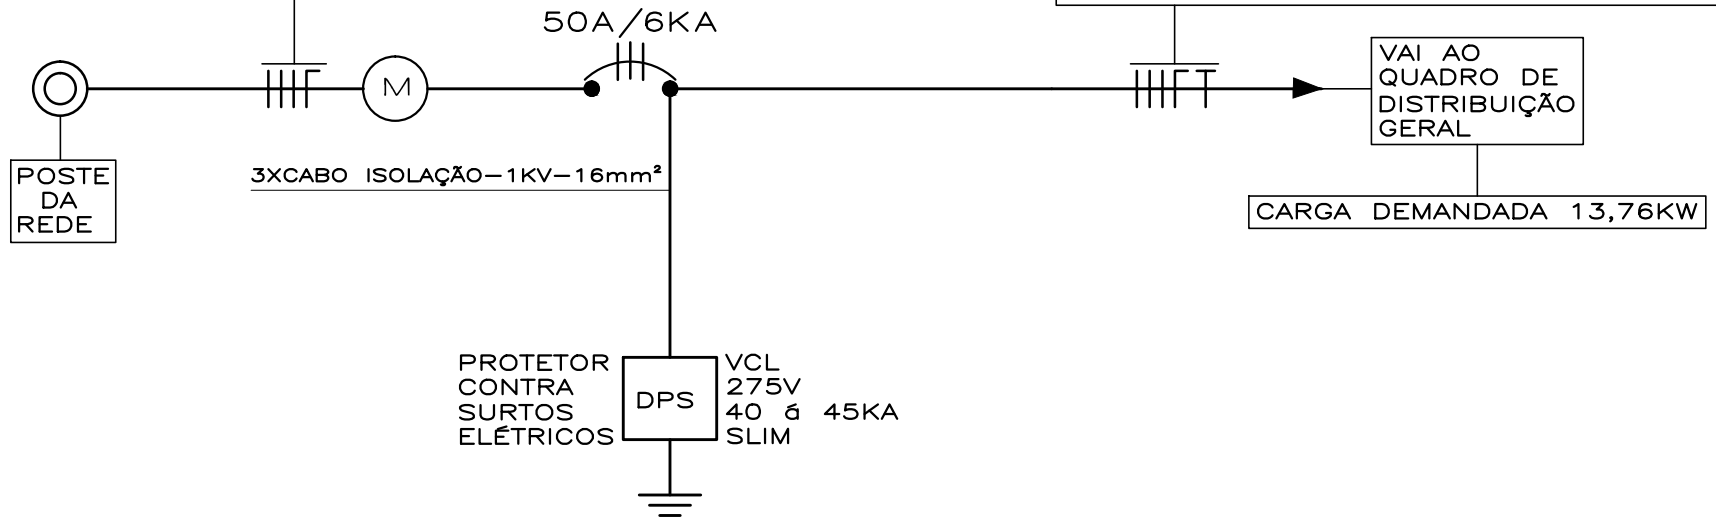 50A/6KA
M
VAI AO
QUADRO DE
DISTRIBUIÇÃO
GERAL
3XCABO ISOLAÇÃO-1KV-16mm²
POSTE
DA
REDE
CARGA DEMANDADA 13,76KW
PROTETOR
CONTRA
SURTOS
ELÉTRICOS
DPS
VCL
275V
40 á 45KA
SLIM